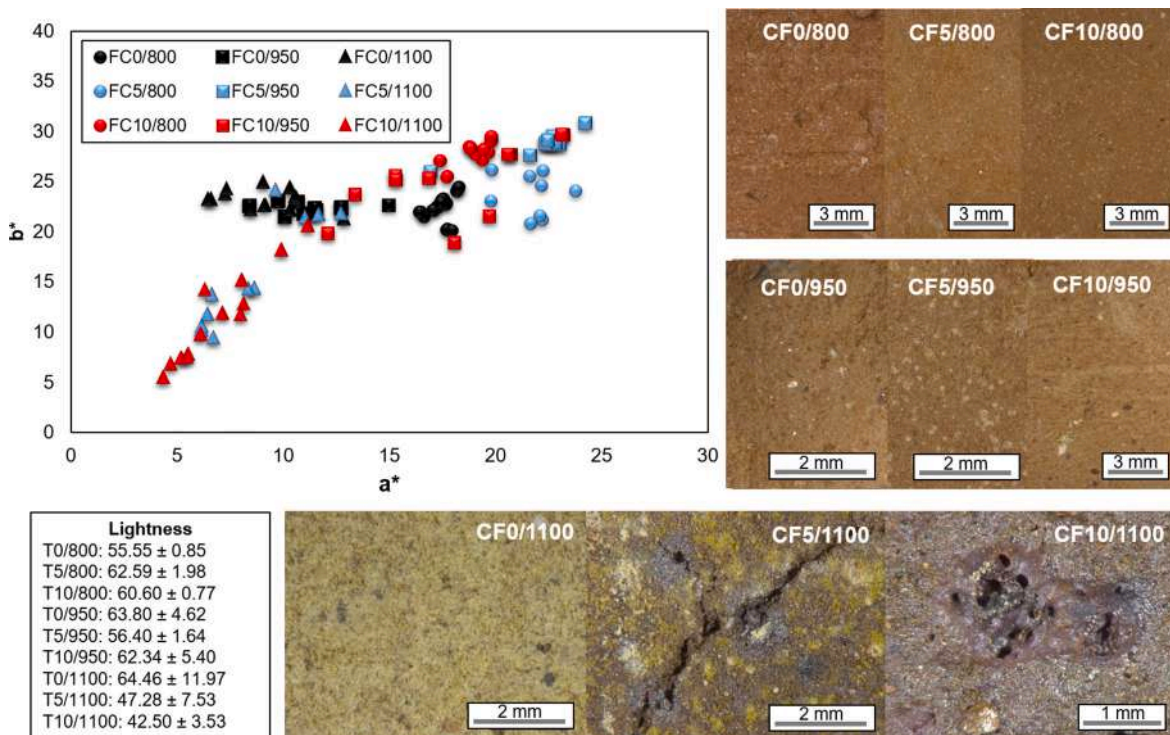 40
35
30
25
20
15
10
5
0
b*
FC0/800 FC0/950 FC0/1100
FC5/800 FC5/950 FC5/1100
FC10/800 FC10/950 FC10/1100
0 5 10 15 20 25 30
a*
CF0/800 CF5/800 CF10/800
3 mm 3 mm 3 mm
CF0/950 CF5/950 CF10/950
2 mm 2 mm 3 mm
Lightness
T0/800: 55.55 ± 0.85
T5/800: 62.59 ± 1.98
T10/800: 60.60 ± 0.77
T0/950: 63.80 ± 4.62
T5/950: 56.40 ± 1.64
T10/950: 62.34 ± 5.40
T0/1100: 64.46 ± 11.97
T5/1100: 47.28 ± 7.53
T10/1100: 42.50 ± 3.53
CF0/1100 CF5/1100 CF10/1100
2 mm 2 mm 1 mm